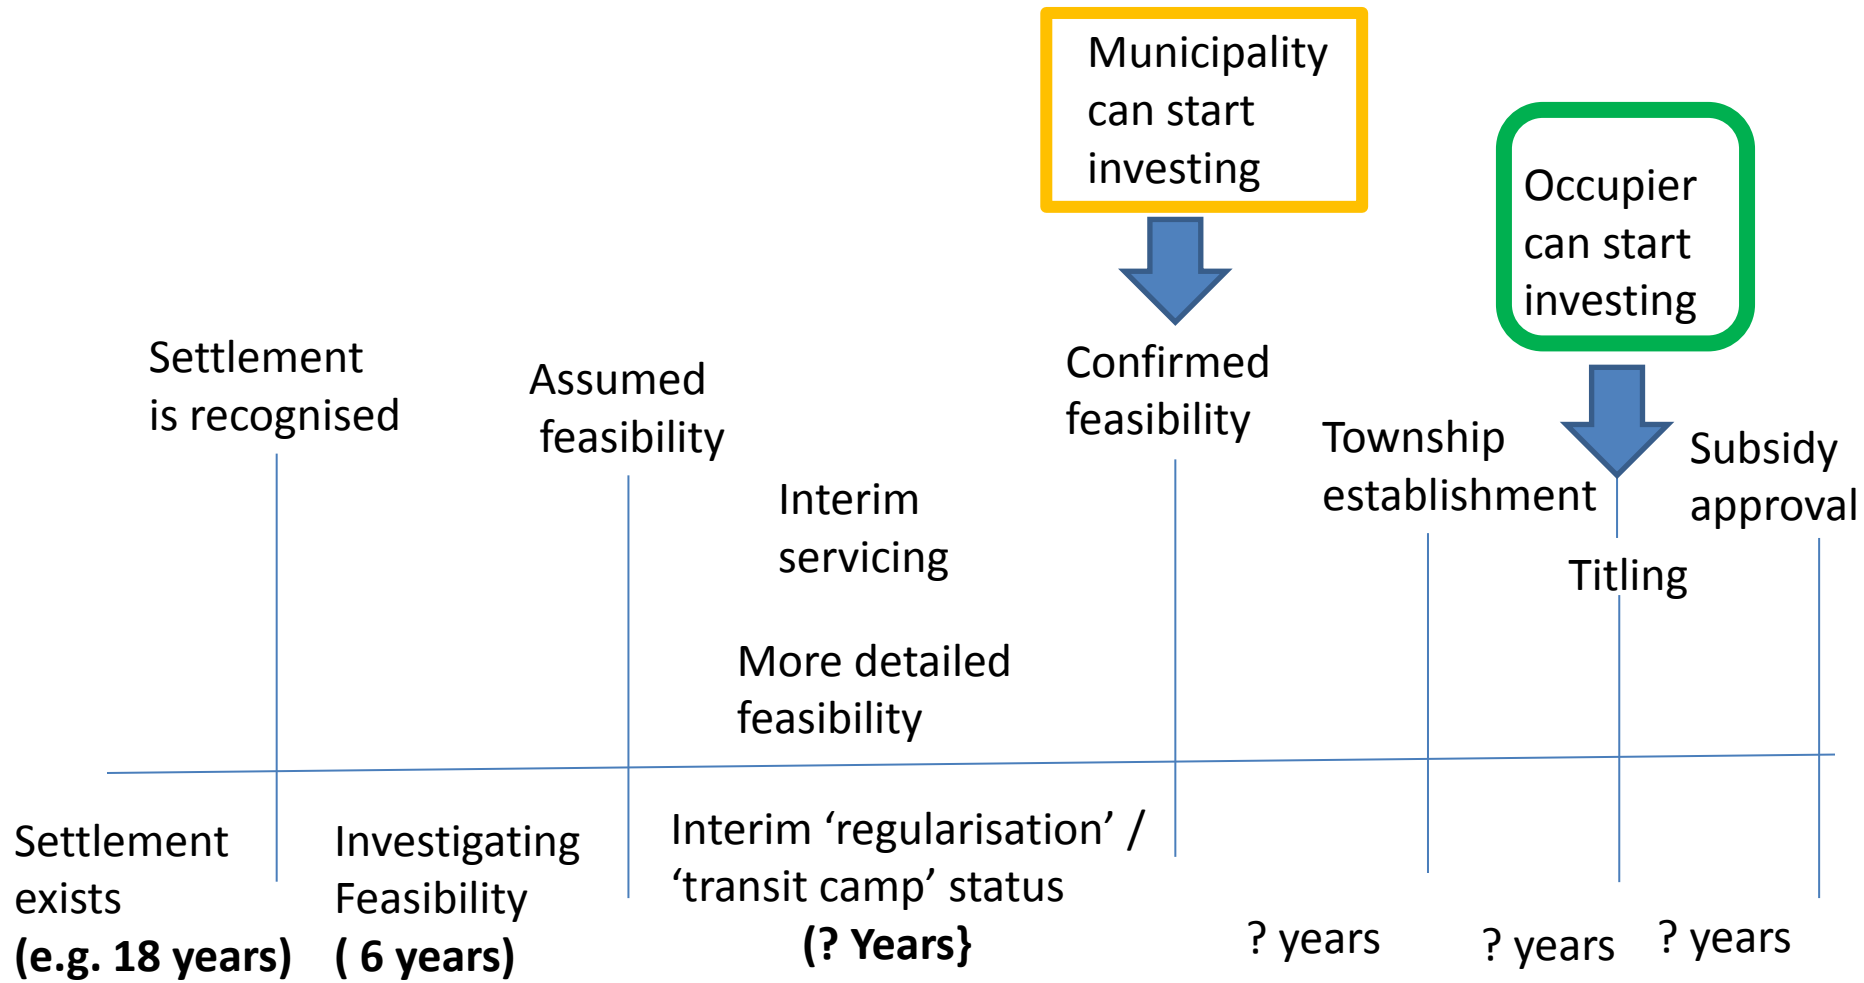 Municipality
can start
investing
Occupier
can start
investing
Settlement
is recognised
Assumed
feasibility
Confirmed
feasibility
Township
establishment
Subsidy
approval
Interim
servicing
Titling
More detailed
feasibility
Settlement
exists
(e.g. 18 years)
Investigating
Feasibility
( 6 years)
Interim ‘regularisation’ /
‘transit camp’ status
(? Years}
? years
? years
? years